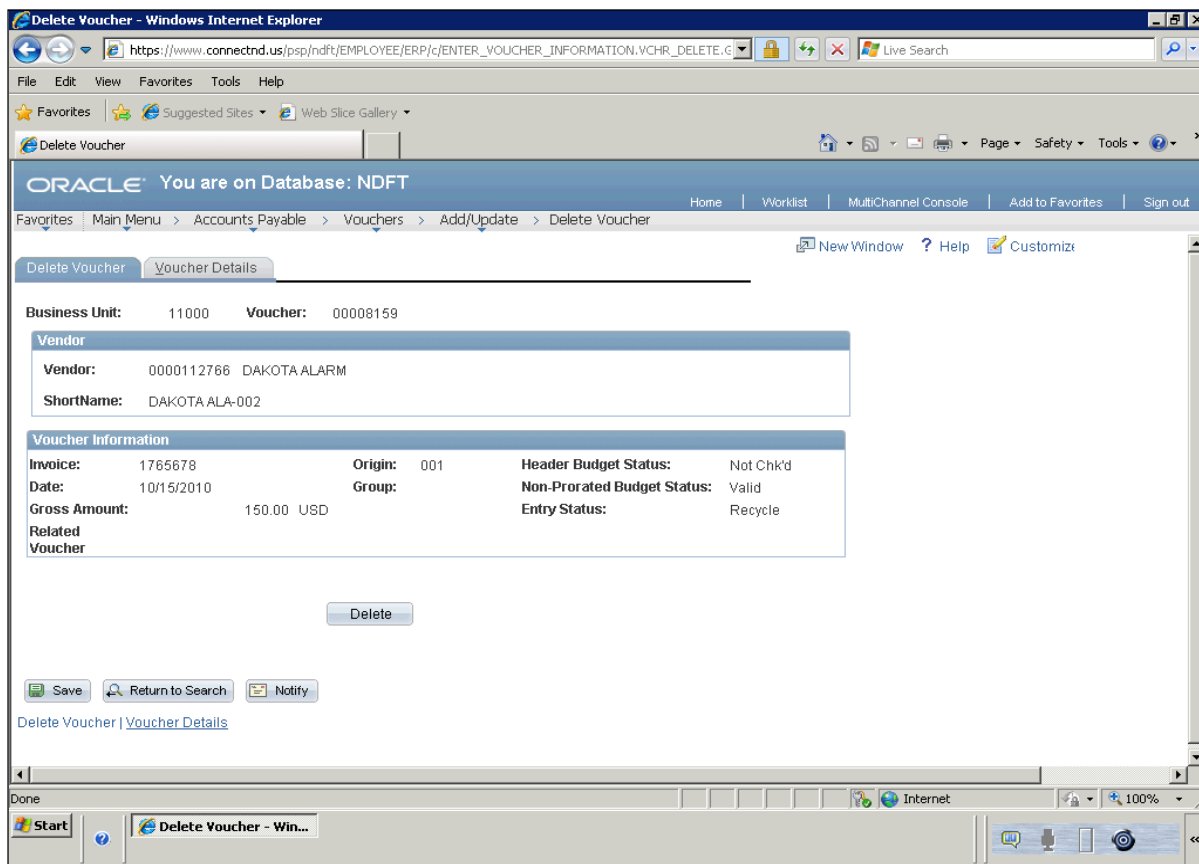 Delete Voucher - Windows Internet Explorer
https://www.connectnd.us/psp/ndft/EMPLOYEE/ERP/c/ENTER_VOUCHER_INFORMATION.VCHR_DELETE.G
Live Search
File Edit View Favorites Tools Help
Favorites Suggested Sites Web Slice Gallery
Delete Voucher Page Safety Tools
ORACLE You are on Database: NDFT
Home | Worklist | MultiChannel Console | Add to Favorites | Sign out
Favorites Main Menu > Accounts Payable > Vouchers > Add/Update > Delete Voucher
New Window ? Help Customize
Delete Voucher Voucher Details
Business Unit: 11000 Voucher: 00008159
Vendor
Vendor: 0000112766 DAKOTA ALARM
ShortName: DAKOTA ALA-002
Voucher Information
Invoice: 1765678 Origin: 001 Header Budget Status: Not Chk'd
Date: 10/15/2010 Group: Non-Prorated Budget Status: Valid
Gross Amount: 150.00 USD Entry Status: Recycle
Related
Voucher
Delete
Save Return to Search Notify
Delete Voucher | Voucher Details
Done Internet 100%
Start Delete Voucher - Win...